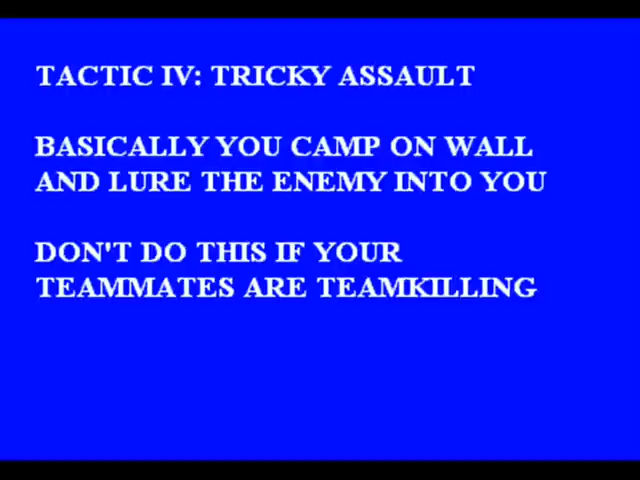 TACTIC IV: TRICKY ASSAULT
BASICALLY YOU CAMP ON WALL
AND LURE THE ENEMY INTO YOU
DON'T DO THIS IF YOUR
TEAMMATES ARE TEAMKILLING